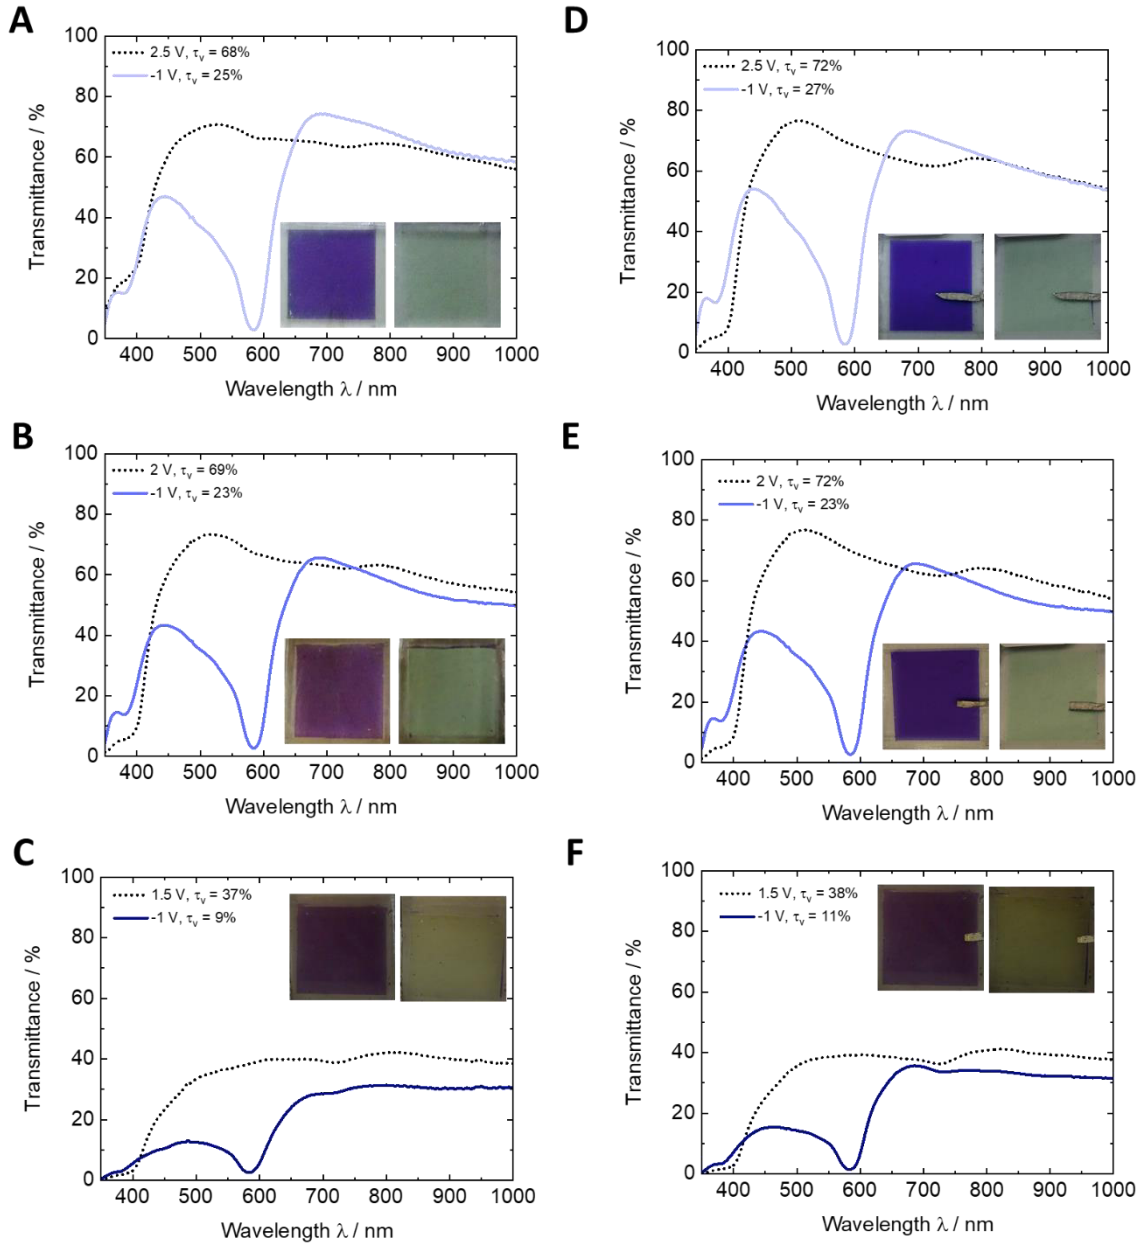 A
100
80
60
40
20
0
Transmittance / %
2.5 V, τv = 68%
-1 V, τv = 25%
400 500 600 700 800 900 1000
Wavelength λ / nm
D
100
80
60
40
20
0
Transmittance / %
2.5 V, τv = 72%
-1 V, τv = 27%
400 500 600 700 800 900 1000
Wavelength λ / nm
B
100
80
60
40
20
0
Transmittance / %
2 V, τv = 69%
-1 V, τv = 23%
400 500 600 700 800 900 1000
Wavelength λ / nm
E
100
80
60
40
20
0
Transmittance / %
2 V, τv = 72%
-1 V, τv = 23%
400 500 600 700 800 900 1000
Wavelength λ / nm
C
100
80
60
40
20
0
Transmittance / %
1.5 V, τv = 37%
-1 V, τv = 9%
400 500 600 700 800 900 1000
Wavelength λ / nm
F
100
80
60
40
20
0
Transmittance / %
1.5 V, τv = 38%
-1 V, τv = 11%
400 500 600 700 800 900 1000
Wavelength λ / nm